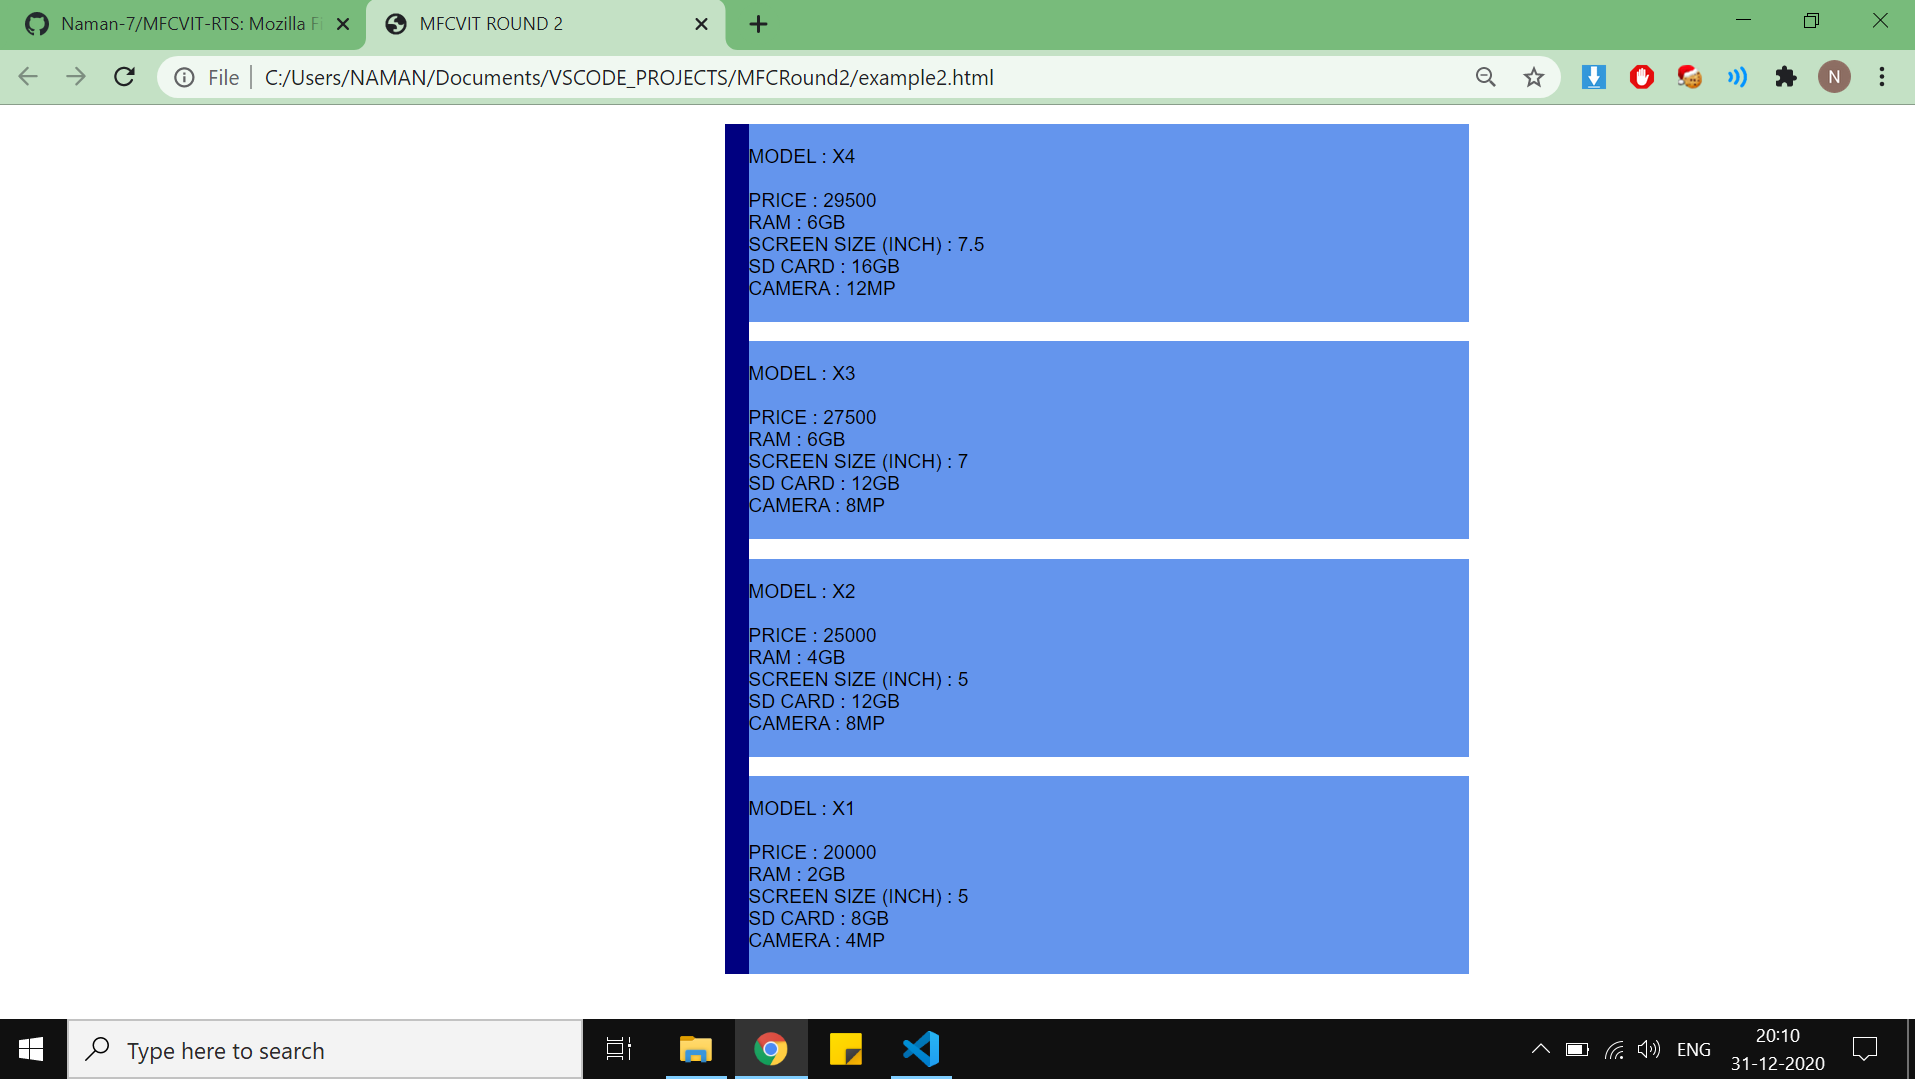 Naman-7/MFCVIT-RTS: Mozilla Fi
MFCVIT ROUND 2
File
C:/Users/NAMAN/Documents/VSCODE_PROJECTS/MFCRound2/example2.html
N
MODEL : X4
PRICE : 29500
RAM : 6GB
SCREEN SIZE (INCH) : 7.5
SD CARD : 16GB
CAMERA : 12MP
MODEL : X3
PRICE : 27500
RAM : 6GB
SCREEN SIZE (INCH) : 7
SD CARD : 12GB
CAMERA : 8MP
MODEL : X2
PRICE : 25000
RAM : 4GB
SCREEN SIZE (INCH) : 5
SD CARD : 12GB
CAMERA : 8MP
MODEL : X1
PRICE : 20000
RAM : 2GB
SCREEN SIZE (INCH) : 5
SD CARD : 8GB
CAMERA : 4MP
Type here to search
ENG
20:10
31-12-2020